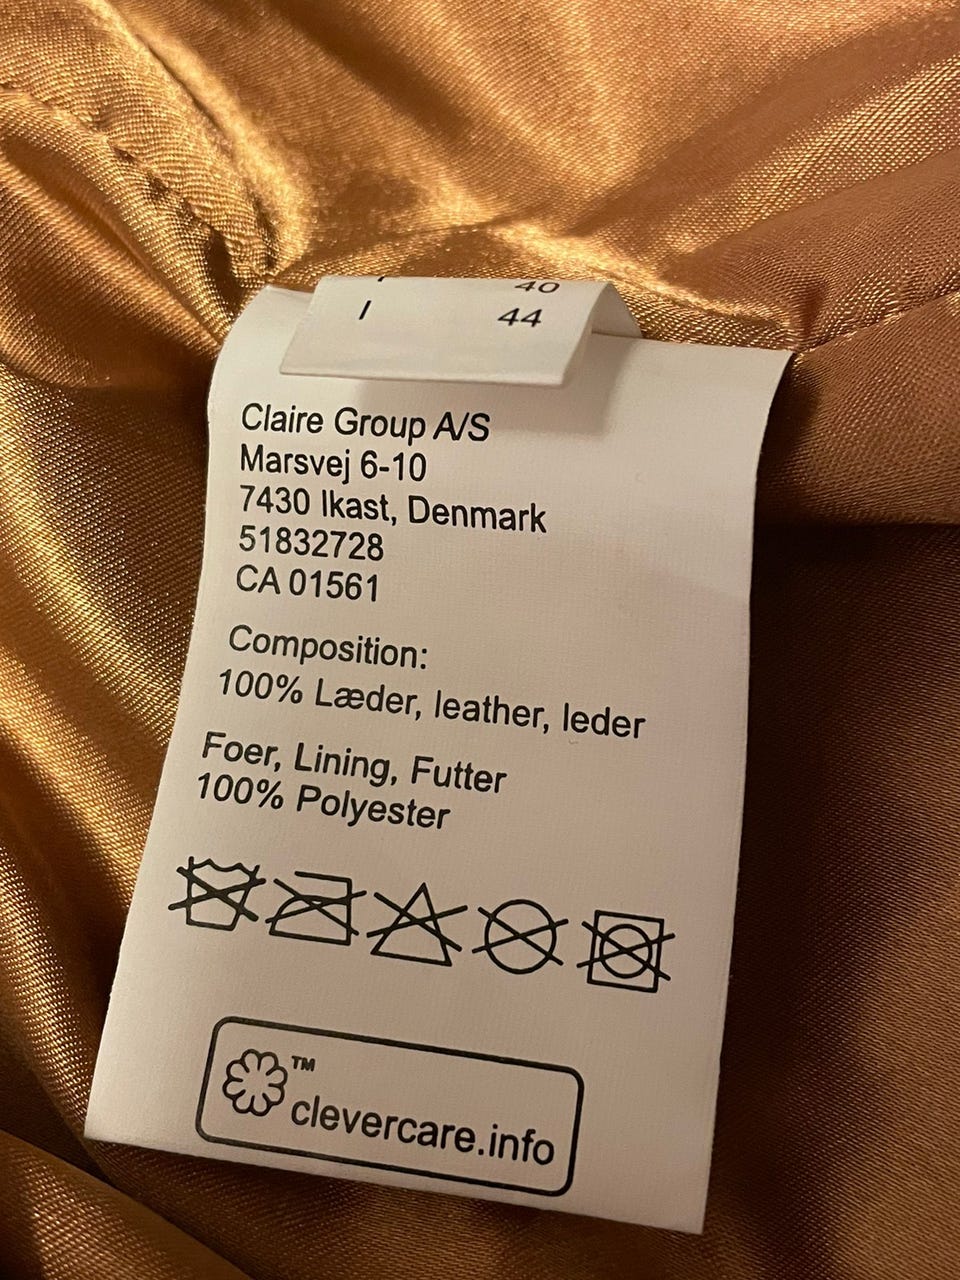 40
I 44
Claire Group A/S
Marsvej 6-10
7430 Ikast, Denmark
51832728
CA 01561
Composition:
100% Læder, leather, leder
Foer, Lining, Futter
100% Polyester
™
clevercare.info